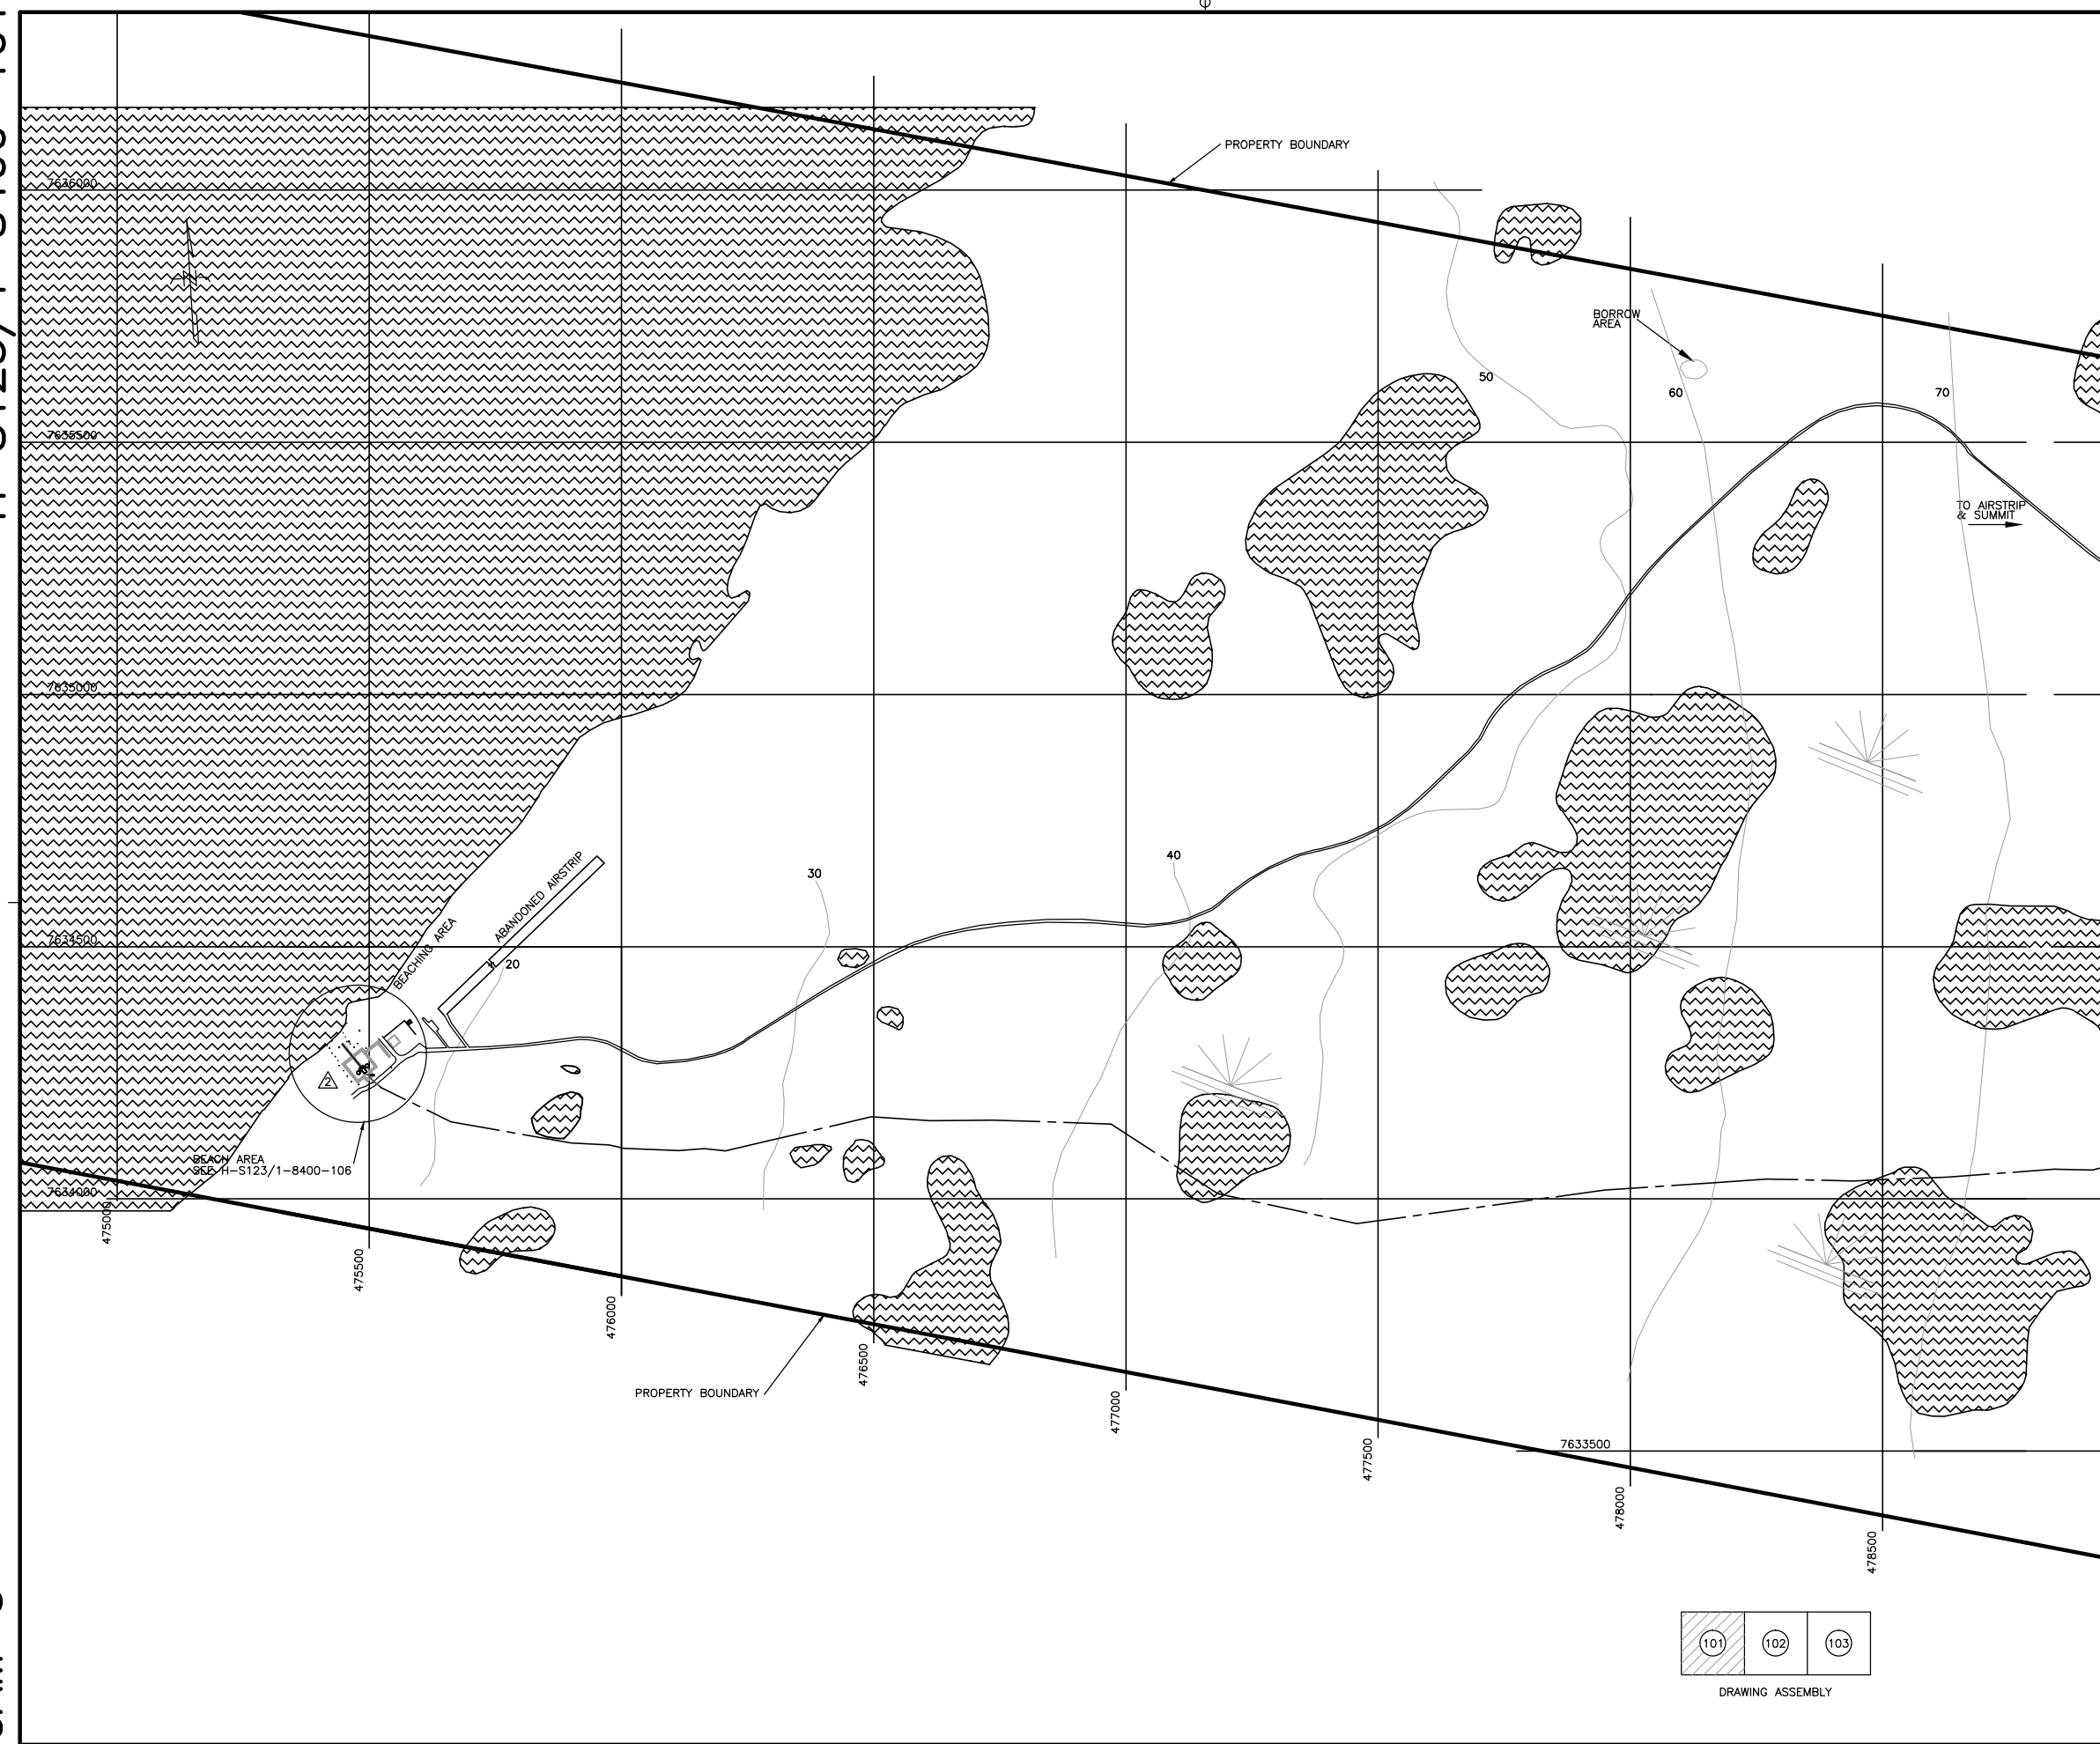 PROPERTY BOUNDARY
7636000
BORROW
AREA
50
60
70
7635500
TO AIRSTRIP
& SUMMIT
7635000
ABANDONED AIRSTRIP
30
40
BEACHING AREA
7634500
20
2
BEACH AREA
SEE H-S123/1-8400-106
7634000
475000
475500
476000
476500
477000
477500
478000
478500
PROPERTY BOUNDARY
7633500
101
102
103
DRAWING ASSEMBLY